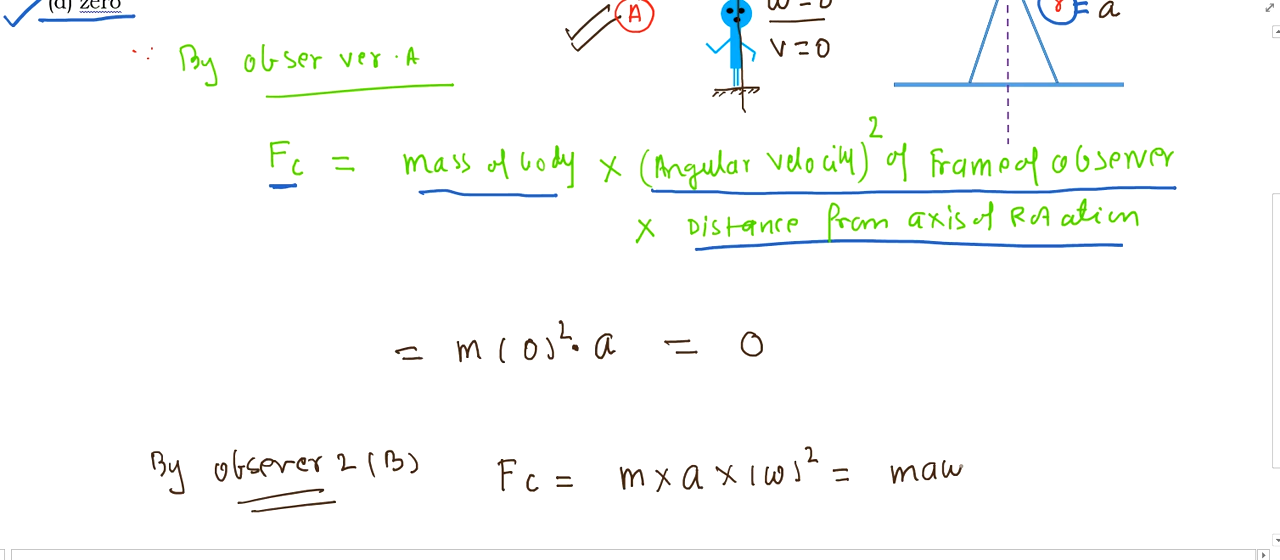 (d) zero
A
ω = 0
V = 0
r = a
∵ By observer. A
Fc = mass of body × (Angular velocity)² of Frame of observer
× Distance from axis of ROtation
= m(0)². a = 0
By observer 2 (B) Fc = m × a × (ω)² = maω